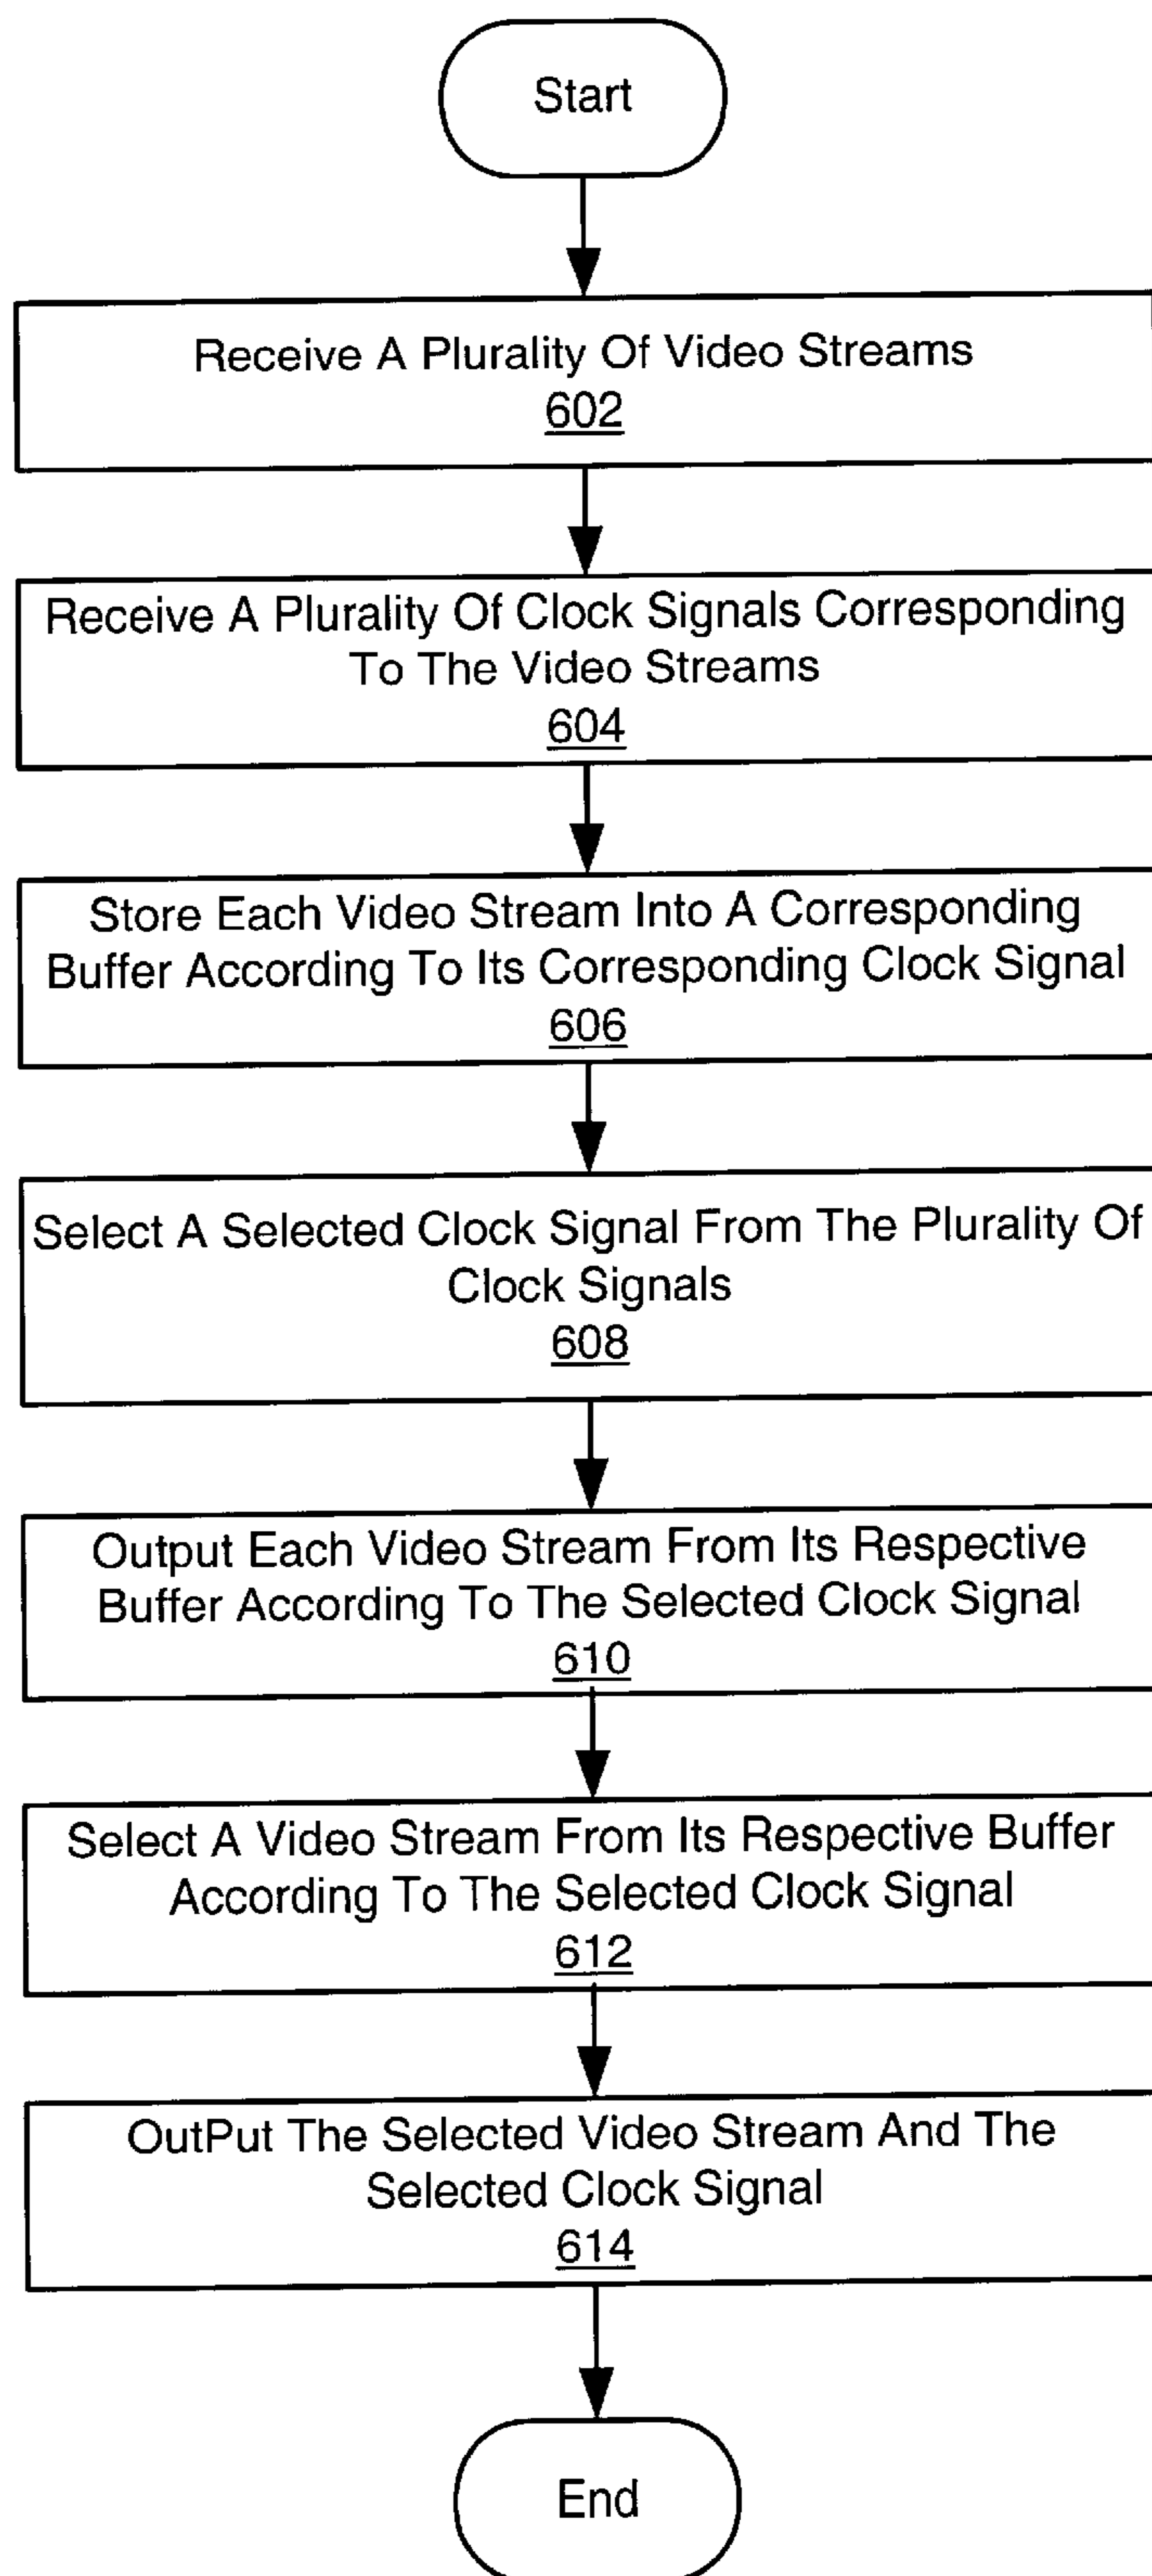 Start
Receive A Plurality Of Video Streams
602
Receive A Plurality Of Clock Signals Corresponding
To The Video Streams
604
Store Each Video Stream Into A Corresponding
Buffer According To Its Corresponding Clock Signal
606
Select A Selected Clock Signal From The Plurality Of
Clock Signals
608
Output Each Video Stream From Its Respective
Buffer According To The Selected Clock Signal
610
Select A Video Stream From Its Respective Buffer
According To The Selected Clock Signal
612
OutPut The Selected Video Stream And The
Selected Clock Signal
614
End